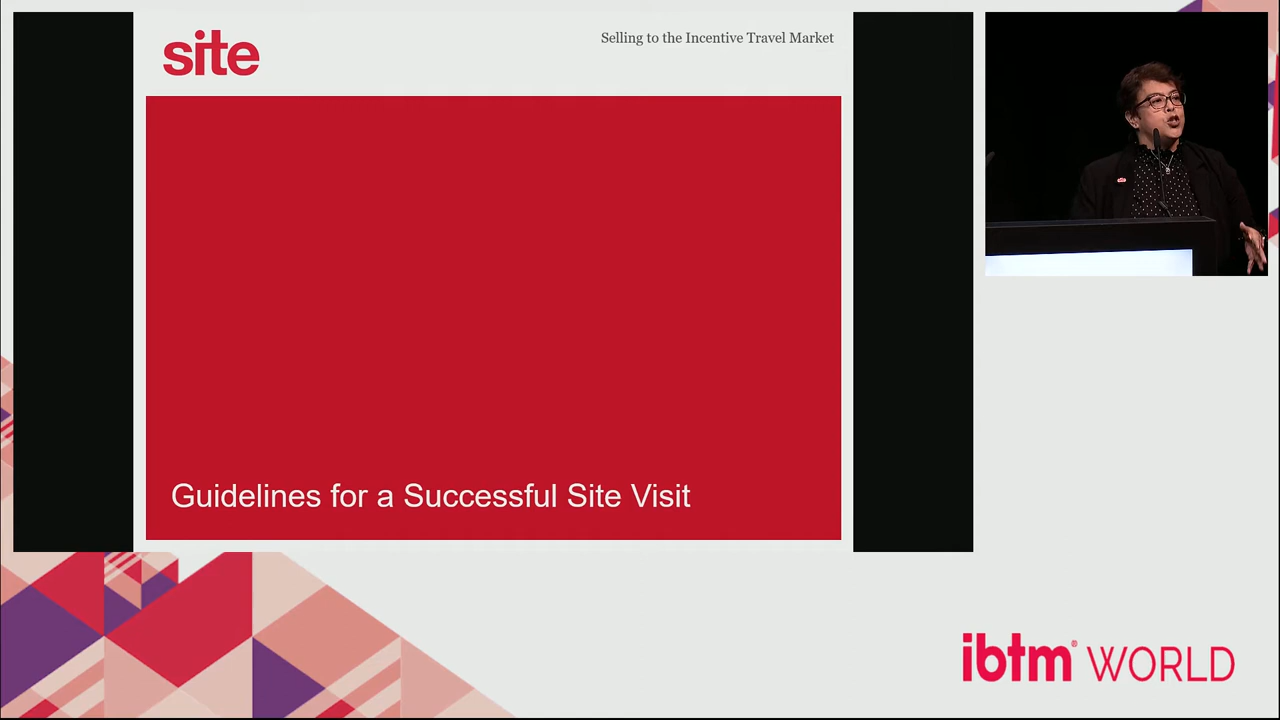 site
Selling to the Incentive Travel Market
Guidelines for a Successful Site Visit
ibtm® WORLD